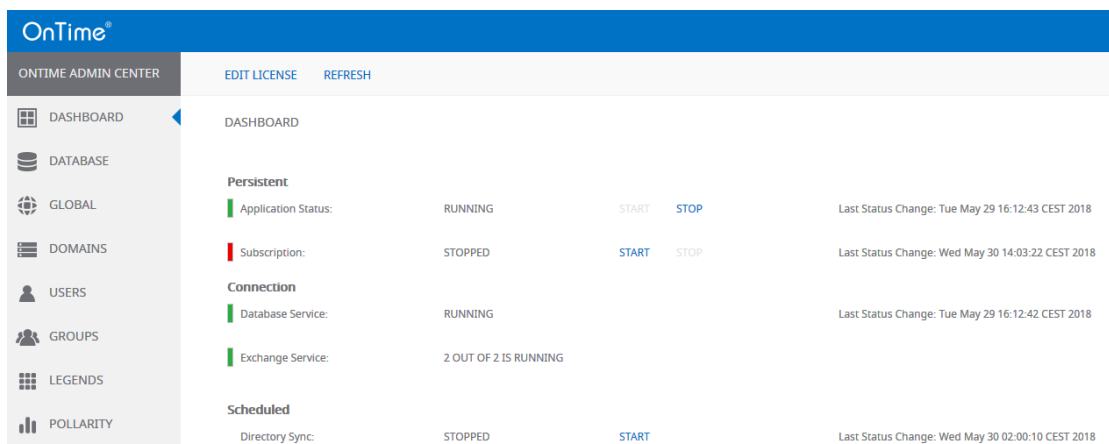 OnTime®
ONTIME ADMIN CENTER
EDIT LICENSE REFRESH
DASHBOARD
DATABASE
GLOBAL
DOMAINS
USERS
GROUPS
LEGENDS
POLLARITY
DASHBOARD
Persistent
Application Status: RUNNING START STOP Last Status Change: Tue May 29 16:12:43 CEST 2018
Subscription: STOPPED START STOP Last Status Change: Wed May 30 14:03:22 CEST 2018
Connection
Database Service: RUNNING Last Status Change: Tue May 29 16:12:42 CEST 2018
Exchange Service: 2 OUT OF 2 IS RUNNING
Scheduled
Directory Sync: STOPPED START Last Status Change: Wed May 30 02:00:10 CEST 2018